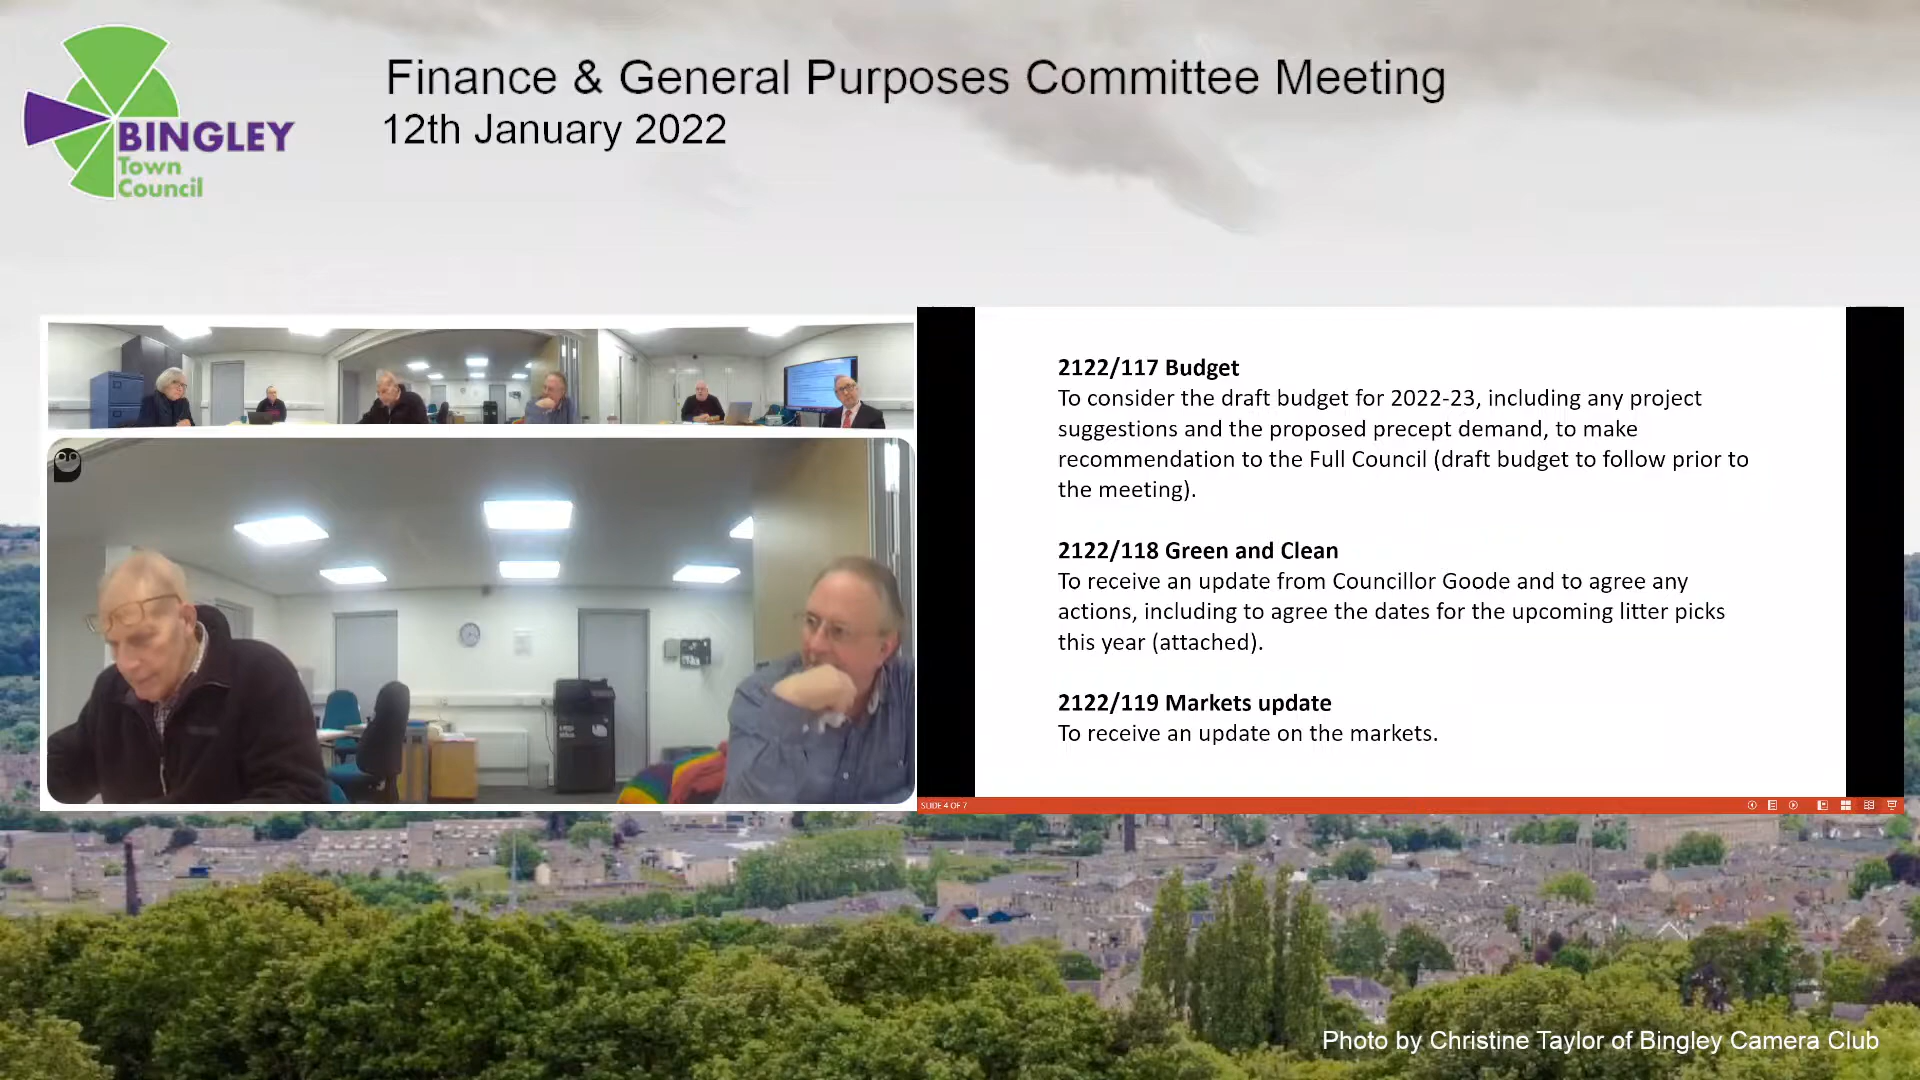 BINGLEY
Town
Council
Finance & General Purposes Committee Meeting
12th January 2022
2122/117 Budget
To consider the draft budget for 2022-23, including any project
suggestions and the proposed precept demand, to make
recommendation to the Full Council (draft budget to follow prior to
the meeting).
2122/118 Green and Clean
To receive an update from Councillor Goode and to agree any
actions, including to agree the dates for the upcoming litter picks
this year (attached).
2122/119 Markets update
To receive an update on the markets.
SLIDE 4 OF 7
Photo by Christine Taylor of Bingley Camera Club